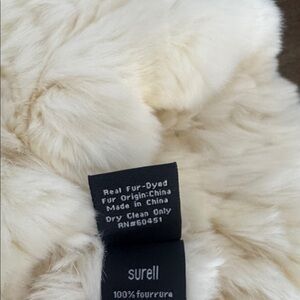 Real Fur-Dyed
Fur Origin:China
Made in China
Dry Clean Only
RN#60451
surell
100% fourrure